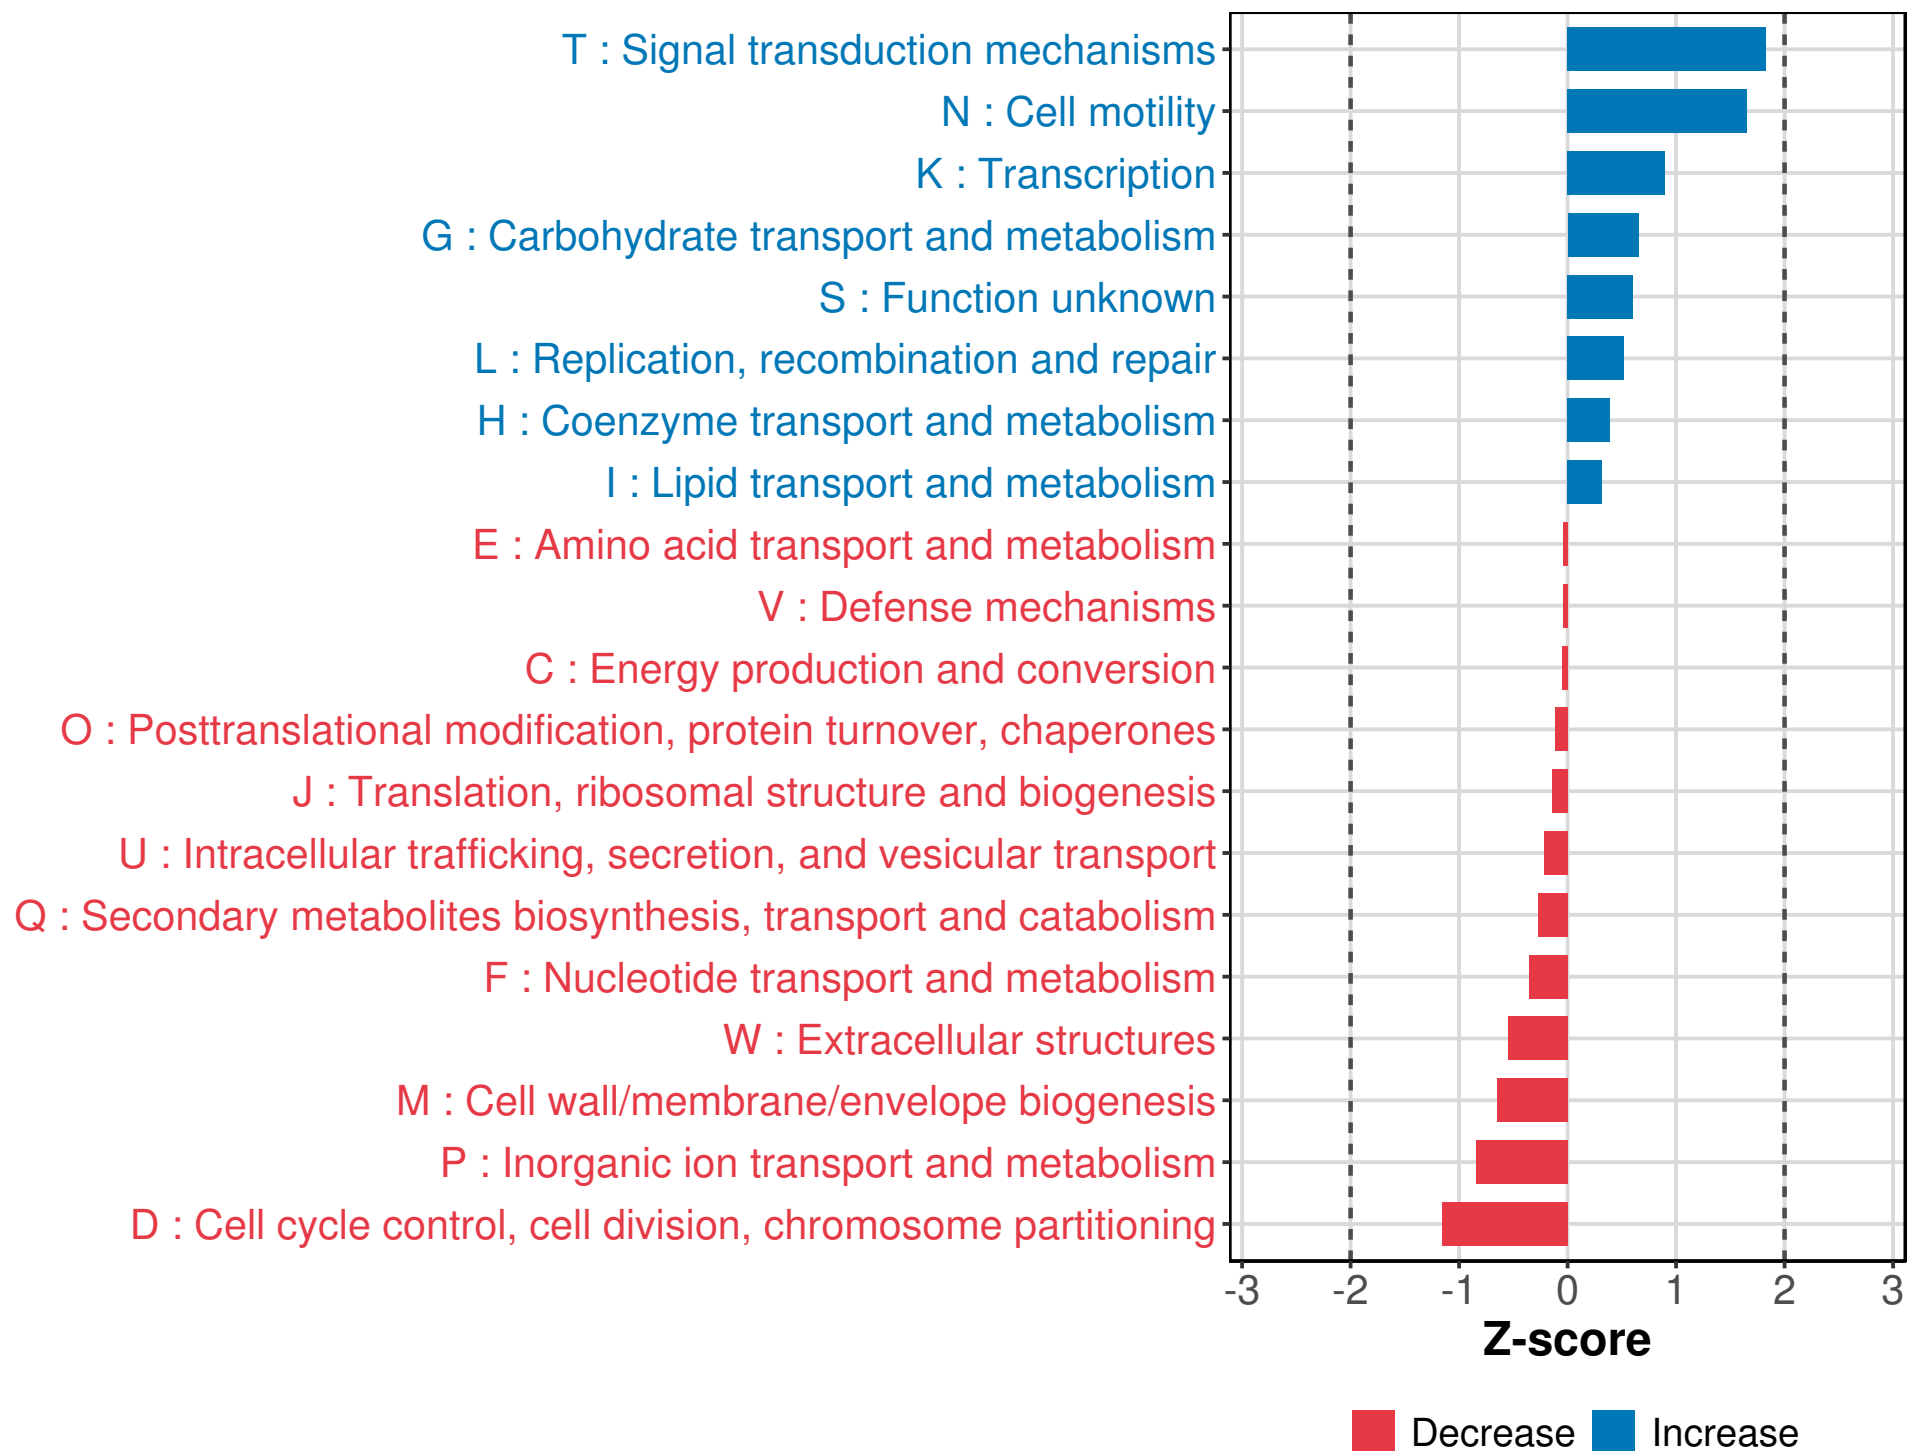 T : Signal transduction mechanisms
N : Cell motility
K : Transcription
G : Carbohydrate transport and metabolism
S : Function unknown
L : Replication, recombination and repair
H : Coenzyme transport and metabolism
I : Lipid transport and metabolism
E : Amino acid transport and metabolism
V : Defense mechanisms
C : Energy production and conversion
O : Posttranslational modification, protein turnover, chaperones
J : Translation, ribosomal structure and biogenesis
U : Intracellular trafficking, secretion, and vesicular transport
Q : Secondary metabolites biosynthesis, transport and catabolism
F : Nucleotide transport and metabolism
W : Extracellular structures
M : Cell wall/membrane/envelope biogenesis
P : Inorganic ion transport and metabolism
D : Cell cycle control, cell division, chromosome partitioning
-3 -2 -1 0 1 2 3
Z-score
Decrease Increase